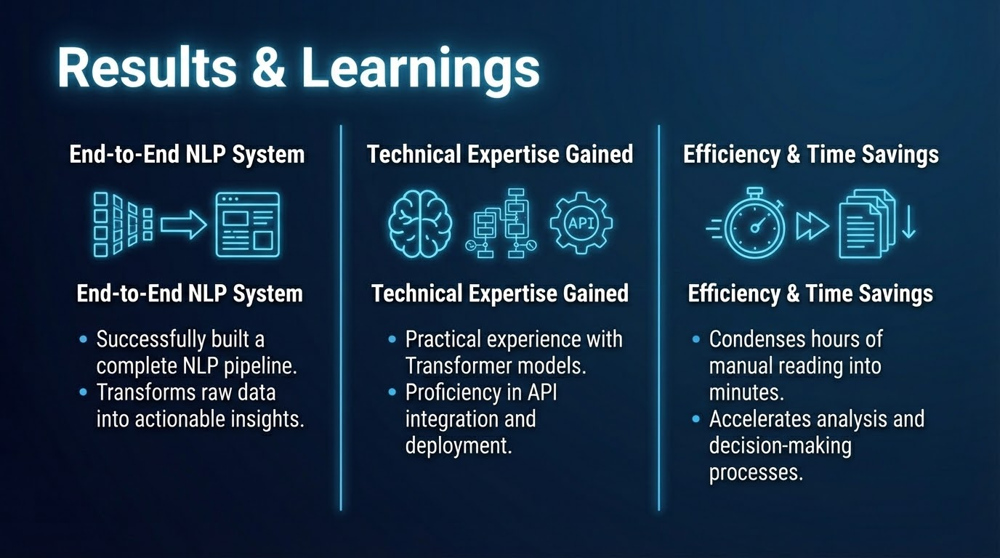 Results & Learnings
End-to-End NLP System
End-to-End NLP System
• Successfully built a
complete NLP pipeline.
• Transforms raw data
into actionable insights.
Technical Expertise Gained
API
Technical Expertise Gained
• Practical experience with
Transformer models.
• Proficiency in API
integration and
deployment.
Efficiency & Time Savings
Efficiency & Time Savings
• Condenses hours of
manual reading into
minutes.
• Accelerates analysis and
decision-making
processes.